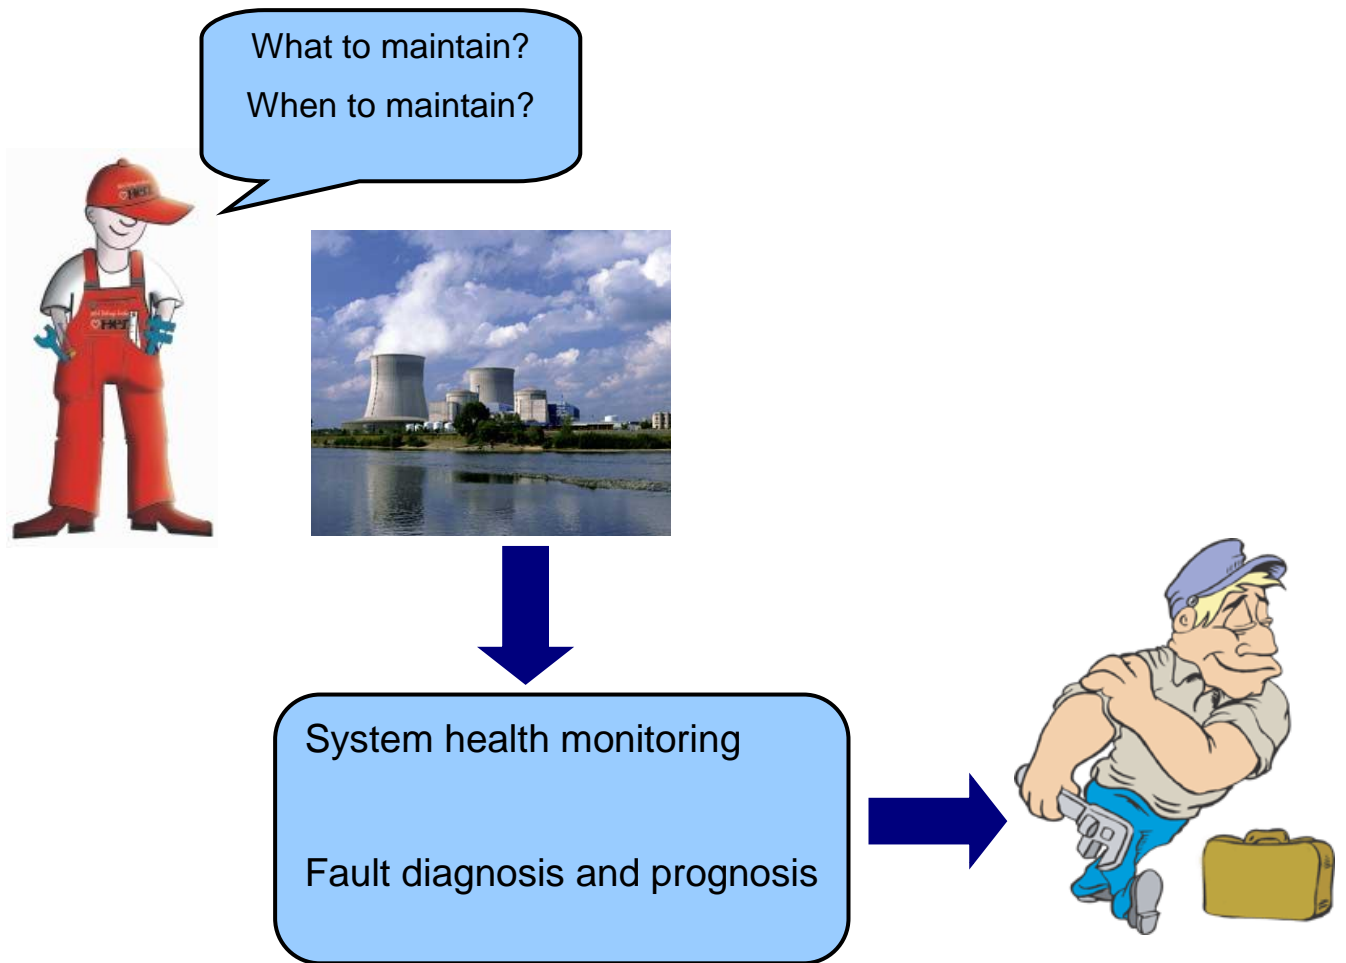 What to maintain?
When to maintain?
System health monitoring
Fault diagnosis and prognosis